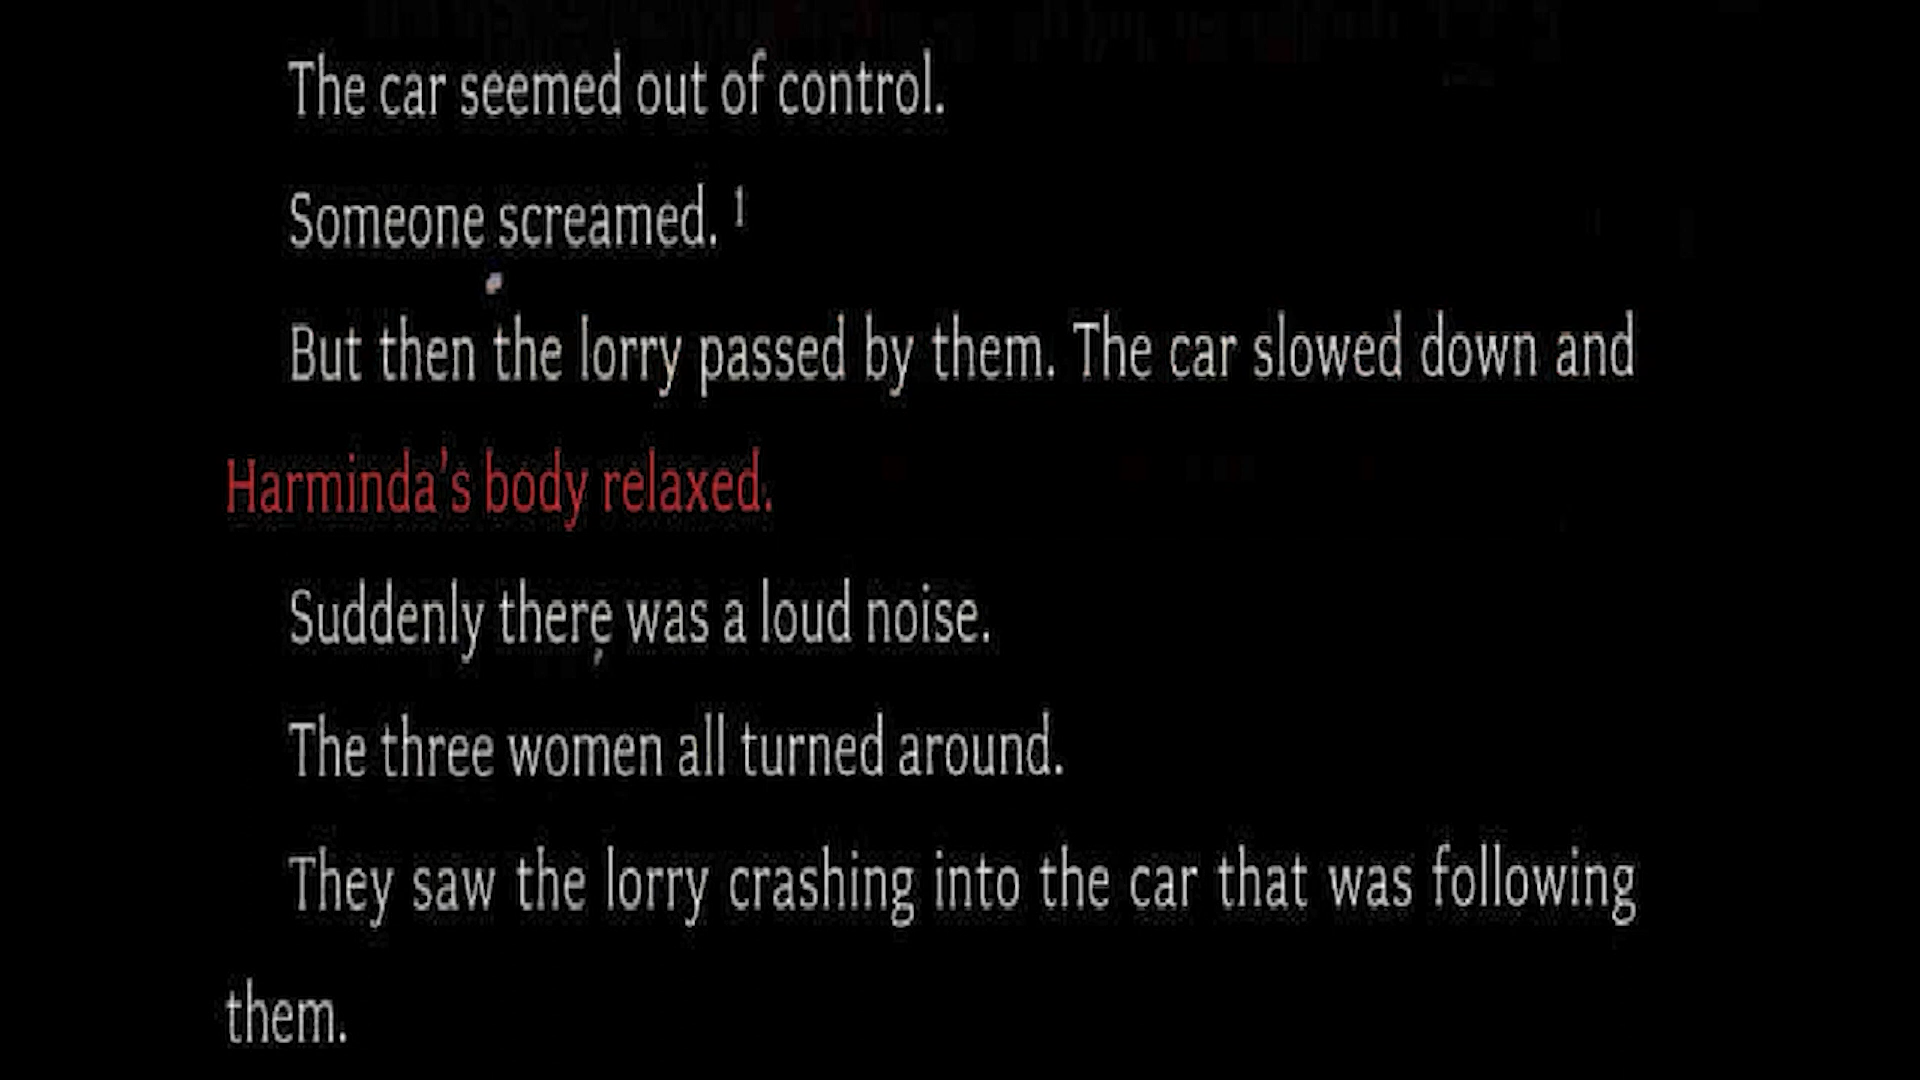 The car seemed out of control.
Someone screamed. 1
But then the lorry passed by them. The car slowed down and
Harminda's body relaxed.
Suddenly there was a loud noise.
The three women all turned around.
They saw the lorry crashing into the car that was following
them.